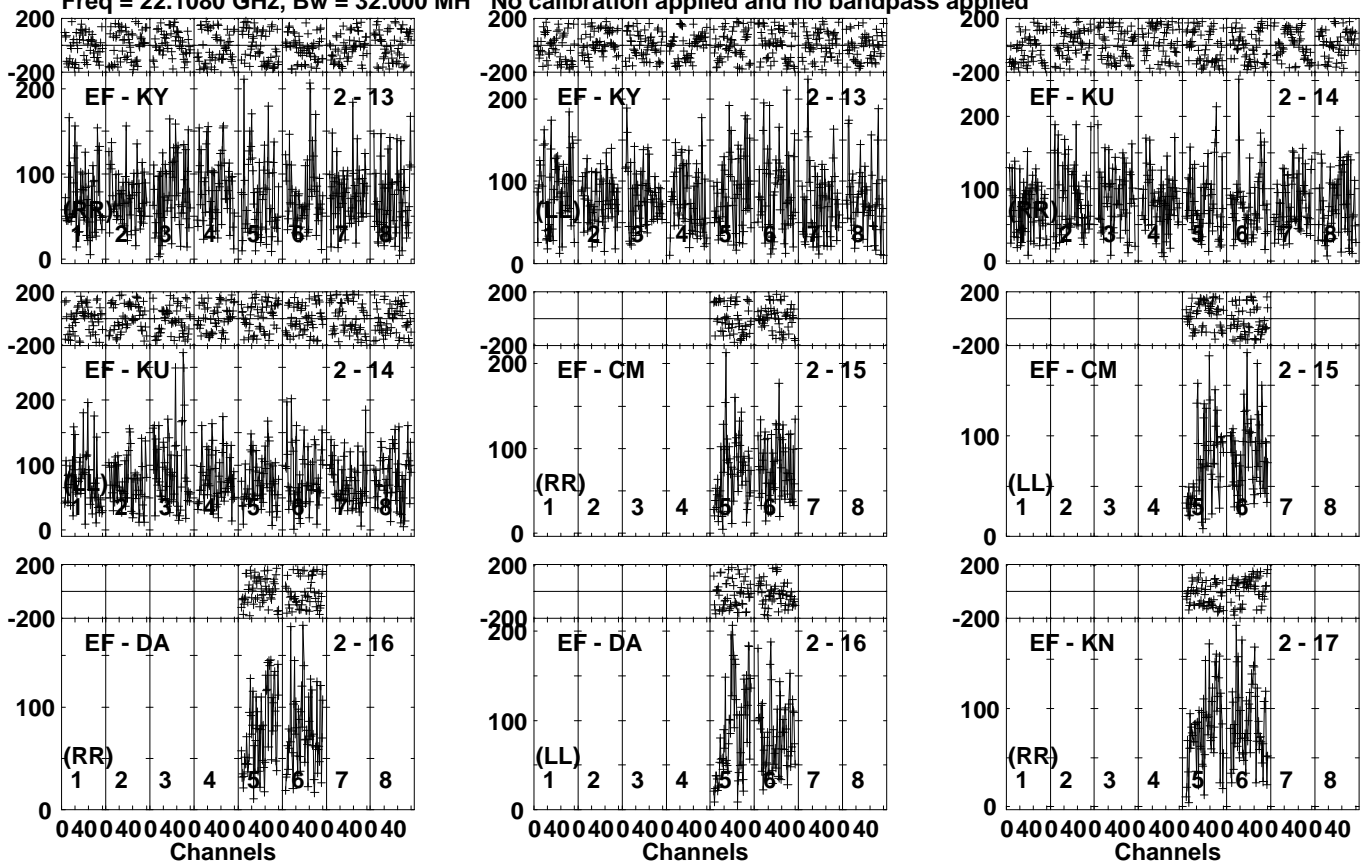 Freq = 22.1080 GHz, Bw = 32.000 MH No calibration applied and no bandpass applied
200 200 200
-200 -200 -200
EF - KY 2 - 13 EF - KY 2 - 13 EF - KU 2 - 14
200 200 200
100 100 100
(RR) (LL) (RR)
1 2 3 4 5 6 7 8 1 2 3 4 5 6 7 8 1 2 3 4 5 6 7 8
0 0 0
200 200 200
-200 -200 -200
EF - KU 2 - 14 EF - CM 2 - 15 EF - CM 2 - 15
200 200
100 100 100
(LL) (RR) (LL)
1 2 3 4 5 6 7 8 1 2 3 4 5 6 7 8 1 2 3 4 5 6 7 8
0 0 0
200 200 200
-200 -200 -200
200
EF - DA 2 - 16 EF - DA 2 - 16 EF - KN 2 - 17
100 100 100
(RR) (LL) (RR)
1 2 3 4 5 6 7 8 1 2 3 4 5 6 7 8 1 2 3 4 5 6 7 8
0 0 0
0 40 0 40 0 40 0 40 0 40 0 40 0 40 0 40 0 40 0 40 0 40 0 40 0 40 0 40 0 40 0 40 0 40 0 40 0 40 0 40 0 40 0 40 0 40 0 40
Channels Channels Channels